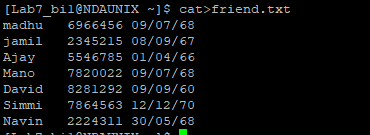 [Lab7_bi1@NDAUNIX ~]$ cat>friend.txt
madhu 6966456 09/07/68
jamil 2345215 08/09/67
Ajay 5546785 01/04/66
Mano 7820022 09/07/68
David 8281292 09/09/60
Simmi 7864563 12/12/70
Navin 2224311 30/05/68